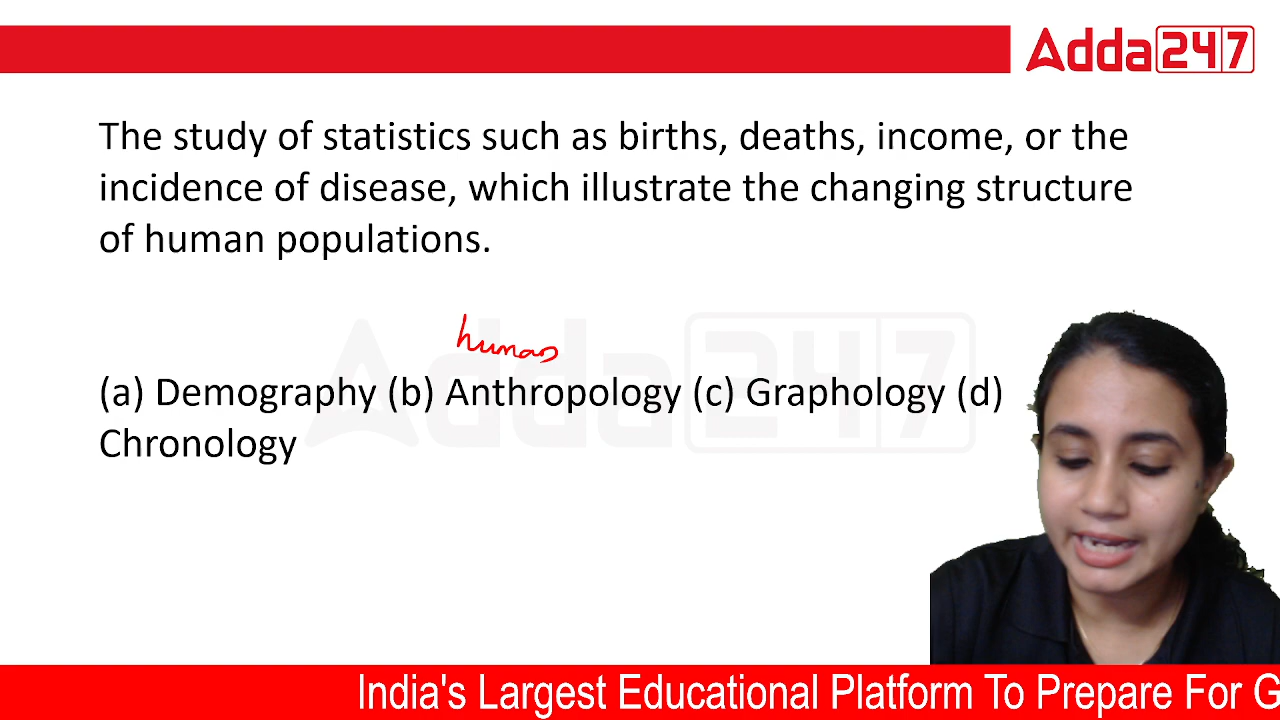 Adda247
The study of statistics such as births, deaths, income, or the
incidence of disease, which illustrate the changing structure
of human populations.
Adda247
human
(a) Demography (b) Anthropology (c) Graphology (d)
Chronology
India's Largest Educational Platform To Prepare For G